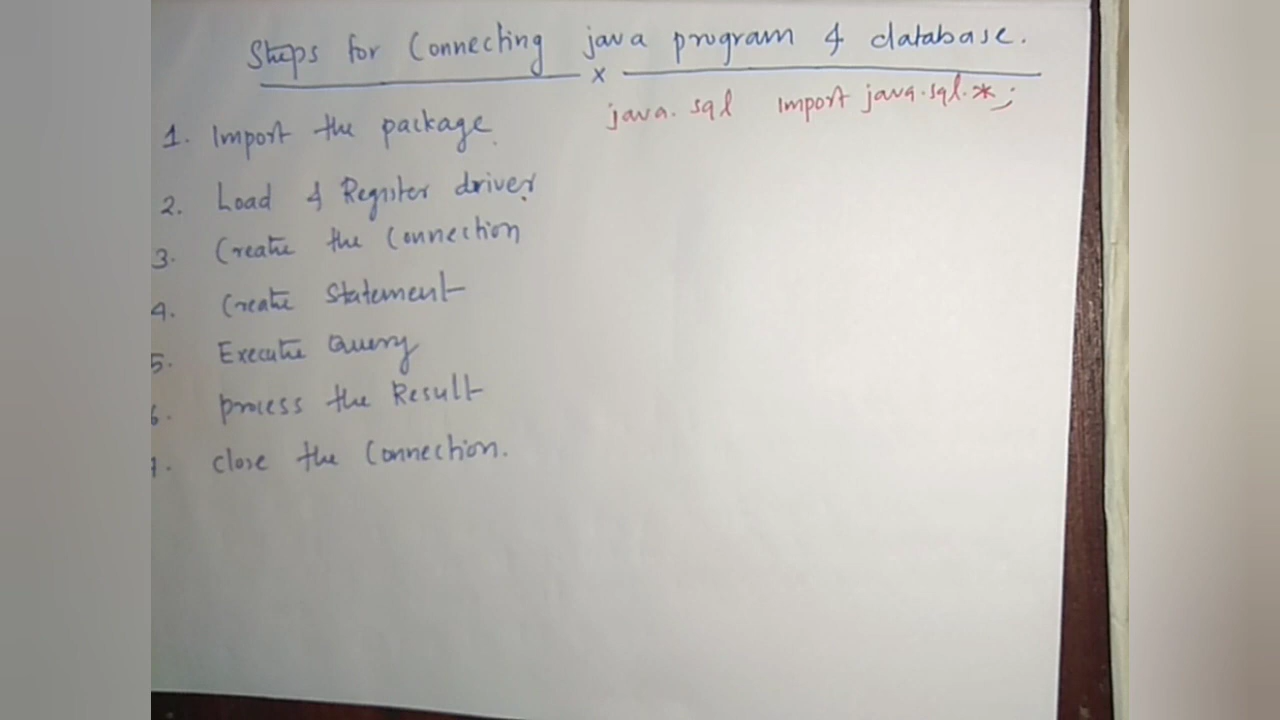 Steps for Connecting java program & database.
x
java.sql import java.sql.*;
1. Import the package.
2. Load & Register driver
3. Create the Connection
4. Create Statement
5. Execute Query
6. process the Result
7. close the Connection.